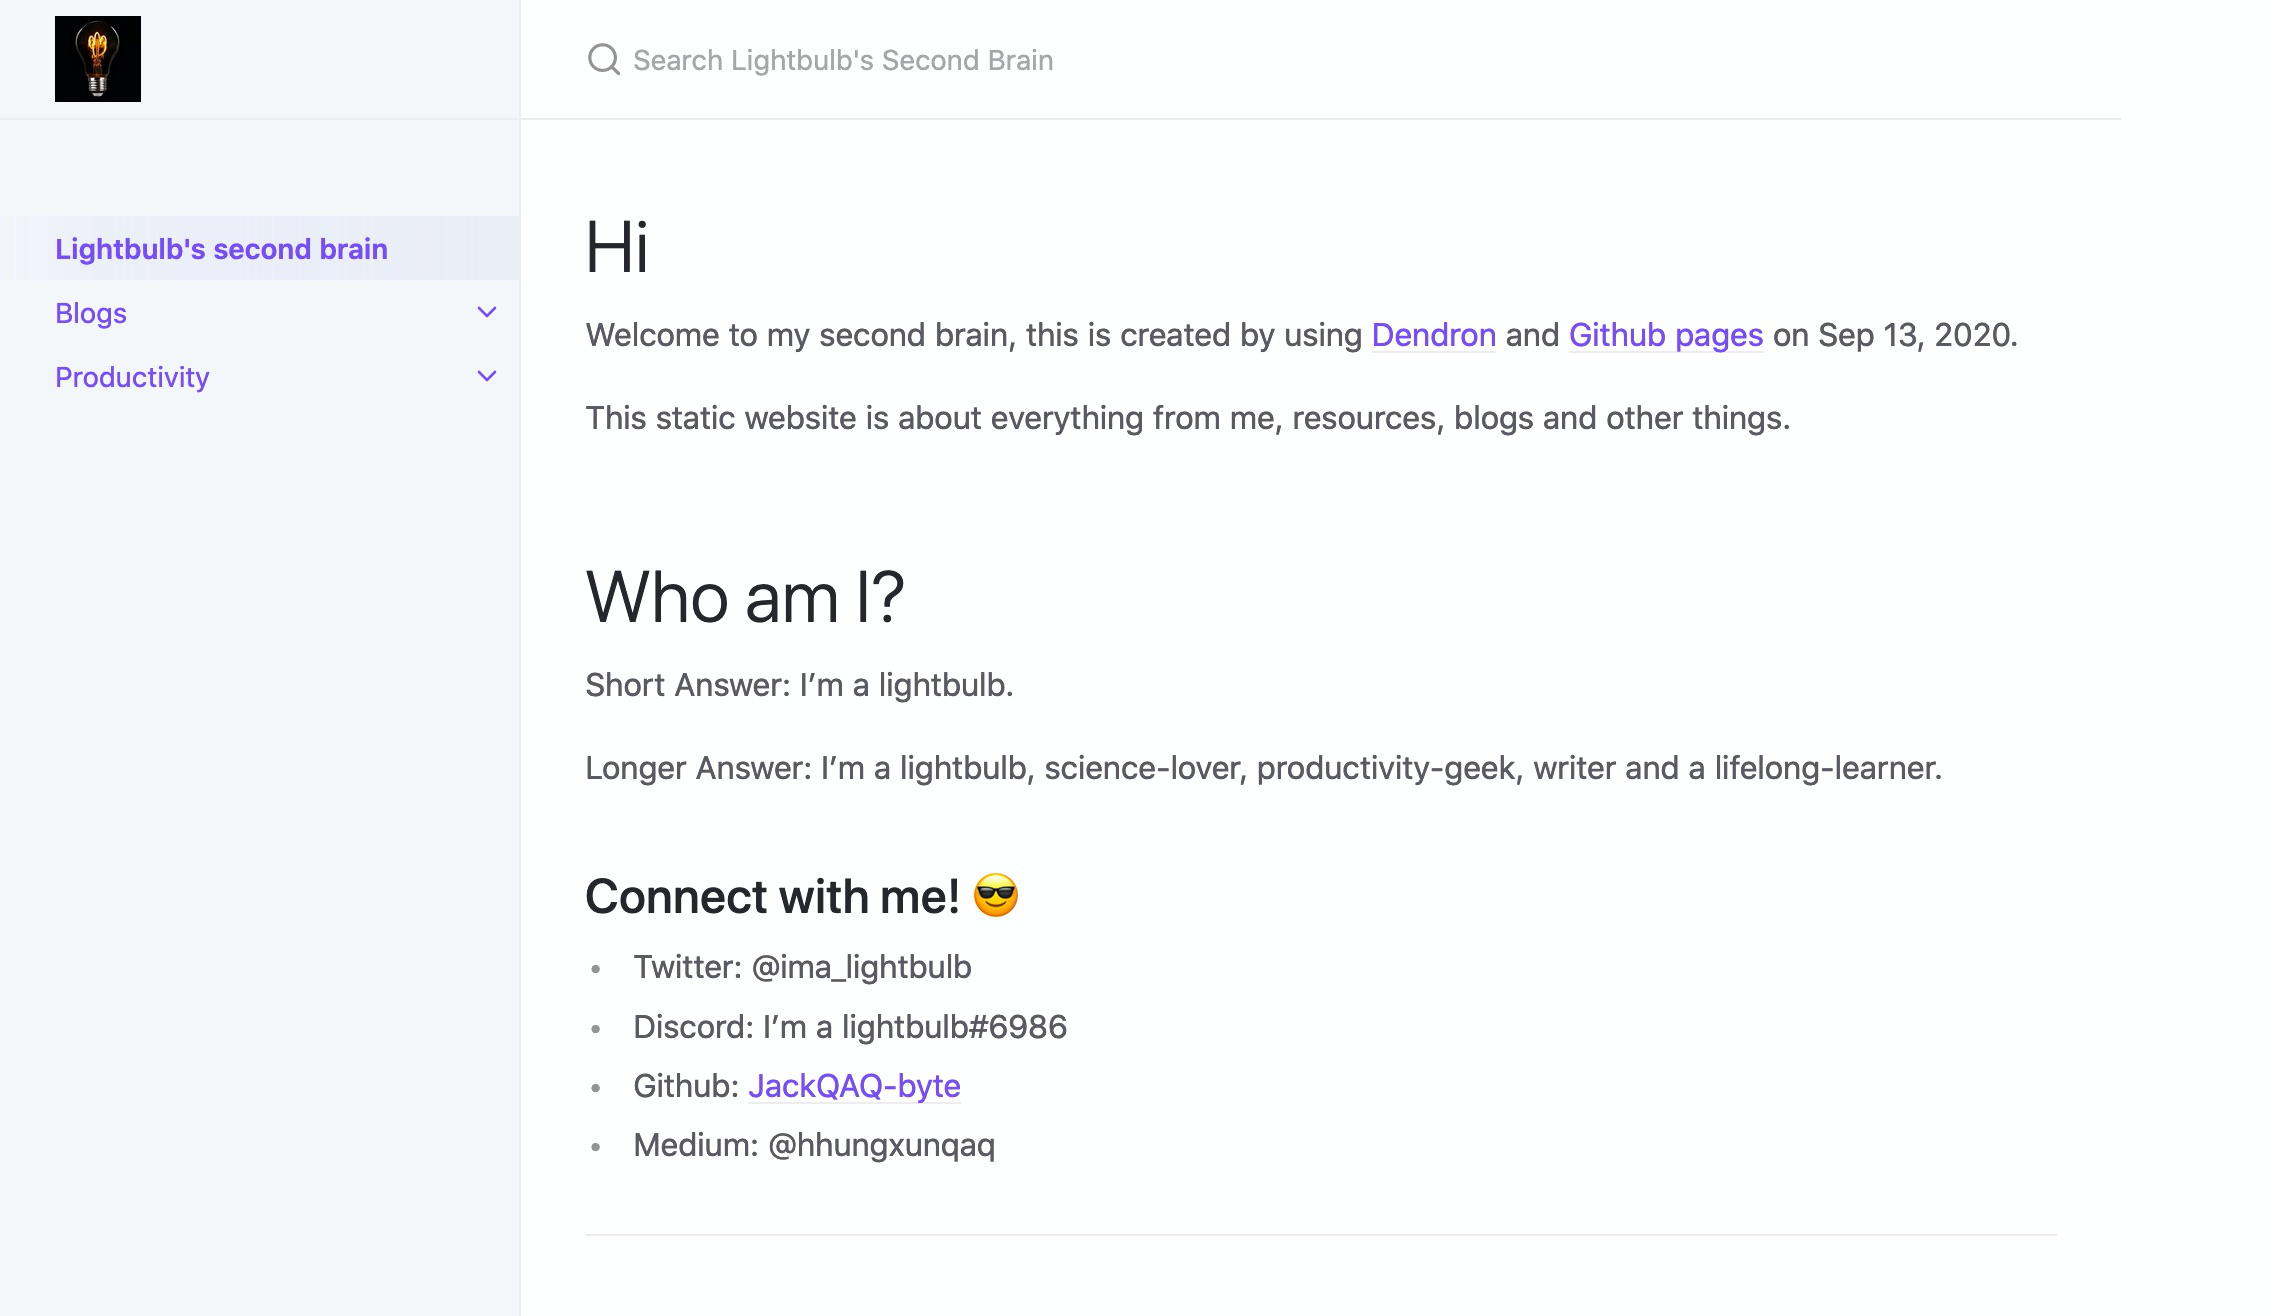 Search Lightbulb's Second Brain
Lightbulb's second brain
Blogs
Productivity
Hi
Welcome to my second brain, this is created by using Dendron and Github pages on Sep 13, 2020.
This static website is about everything from me, resources, blogs and other things.
Who am I?
Short Answer: I’m a lightbulb.
Longer Answer: I’m a lightbulb, science-lover, productivity-geek, writer and a lifelong-learner.
Connect with me! 😎
• Twitter: @ima_lightbulb
• Discord: I’m a lightbulb#6986
• Github: JackQAQ-byte
• Medium: @hhungxunqaq